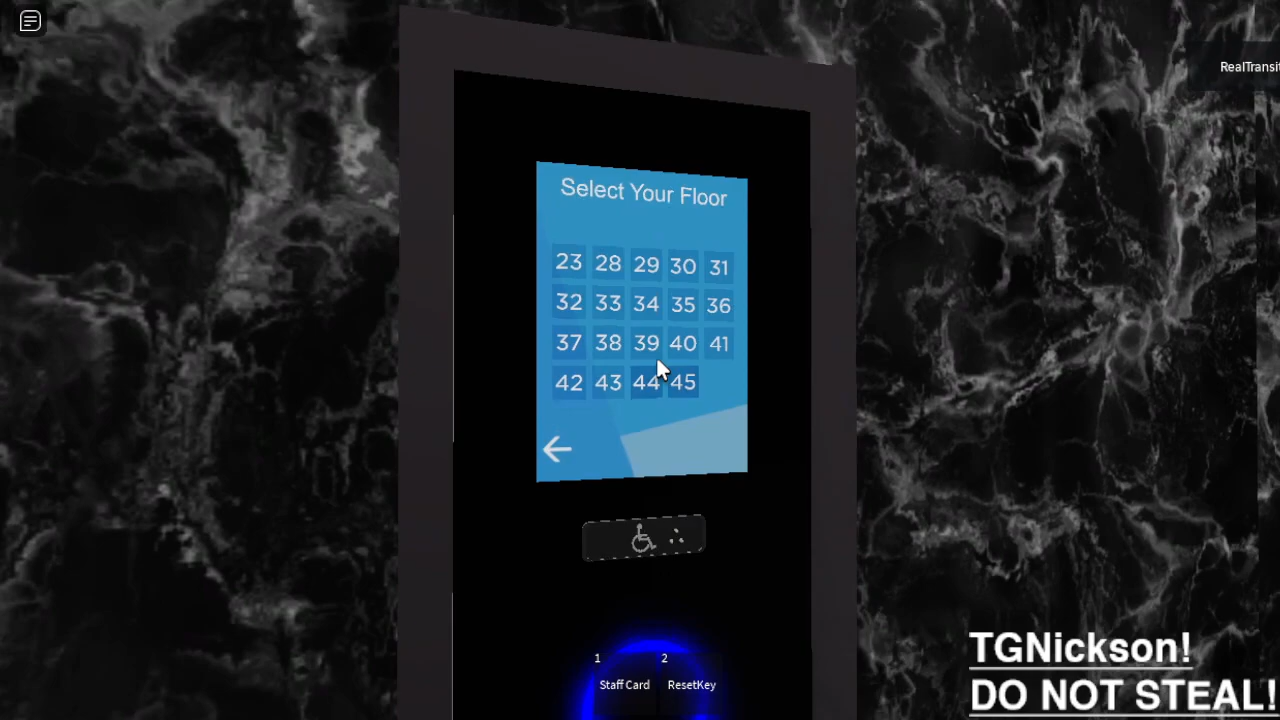 RealTransit
Select Your Floor
23 28 29 30 31
32 33 34 35 36
37 38 39 40 41
42 43 44 45
1 2
Staff Card ResetKey
TGNickson!
DO NOT STEAL!